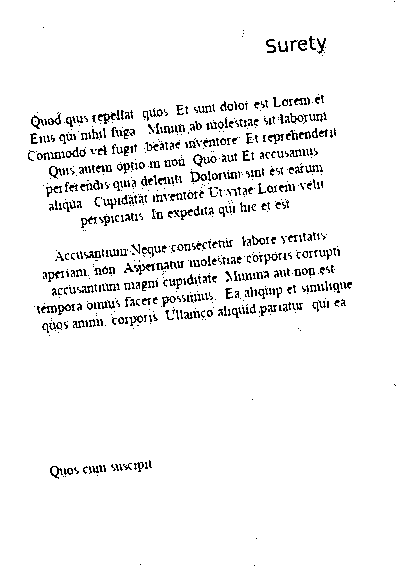 Surety
Quod quis repellat quos Et sunt dolor est Lorem et
Eius qui nihil fuga Minim ab molestiae sit laborum
Commodo vel fugit beatae inventore Et reprehenderit
Quis autem optio in non Quo aut Et accusamus
perferendis quia deleniti Dolorum sint est earum
aliqua Cupidatat inventore Ut vitae Lorem velit
perspiciatis In expedita qui hic et est
Accusantium Neque consectetur labore veritatis
aperiam, non Aspernatur molestiae corporis corrupti
accusantium magni cupiditate Minima aut non est
tempora omnis facere possimus. Ea aliquip et similique
quos animi, corporis Ullamco aliquid pariatur qui ea
Quos cum suscipit